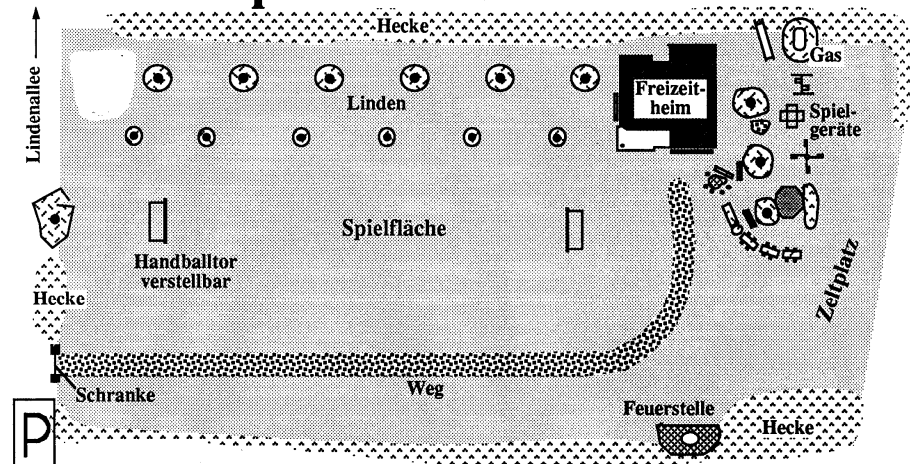 Hecke
Gas
Lindenallee
Freizeit-
heim
Linden
Spiel-
geräte
Spielfläche
Handballtor
verstellbar
Zeltplatz
Hecke
Schranke
Weg
Feuerstelle
Hecke
P